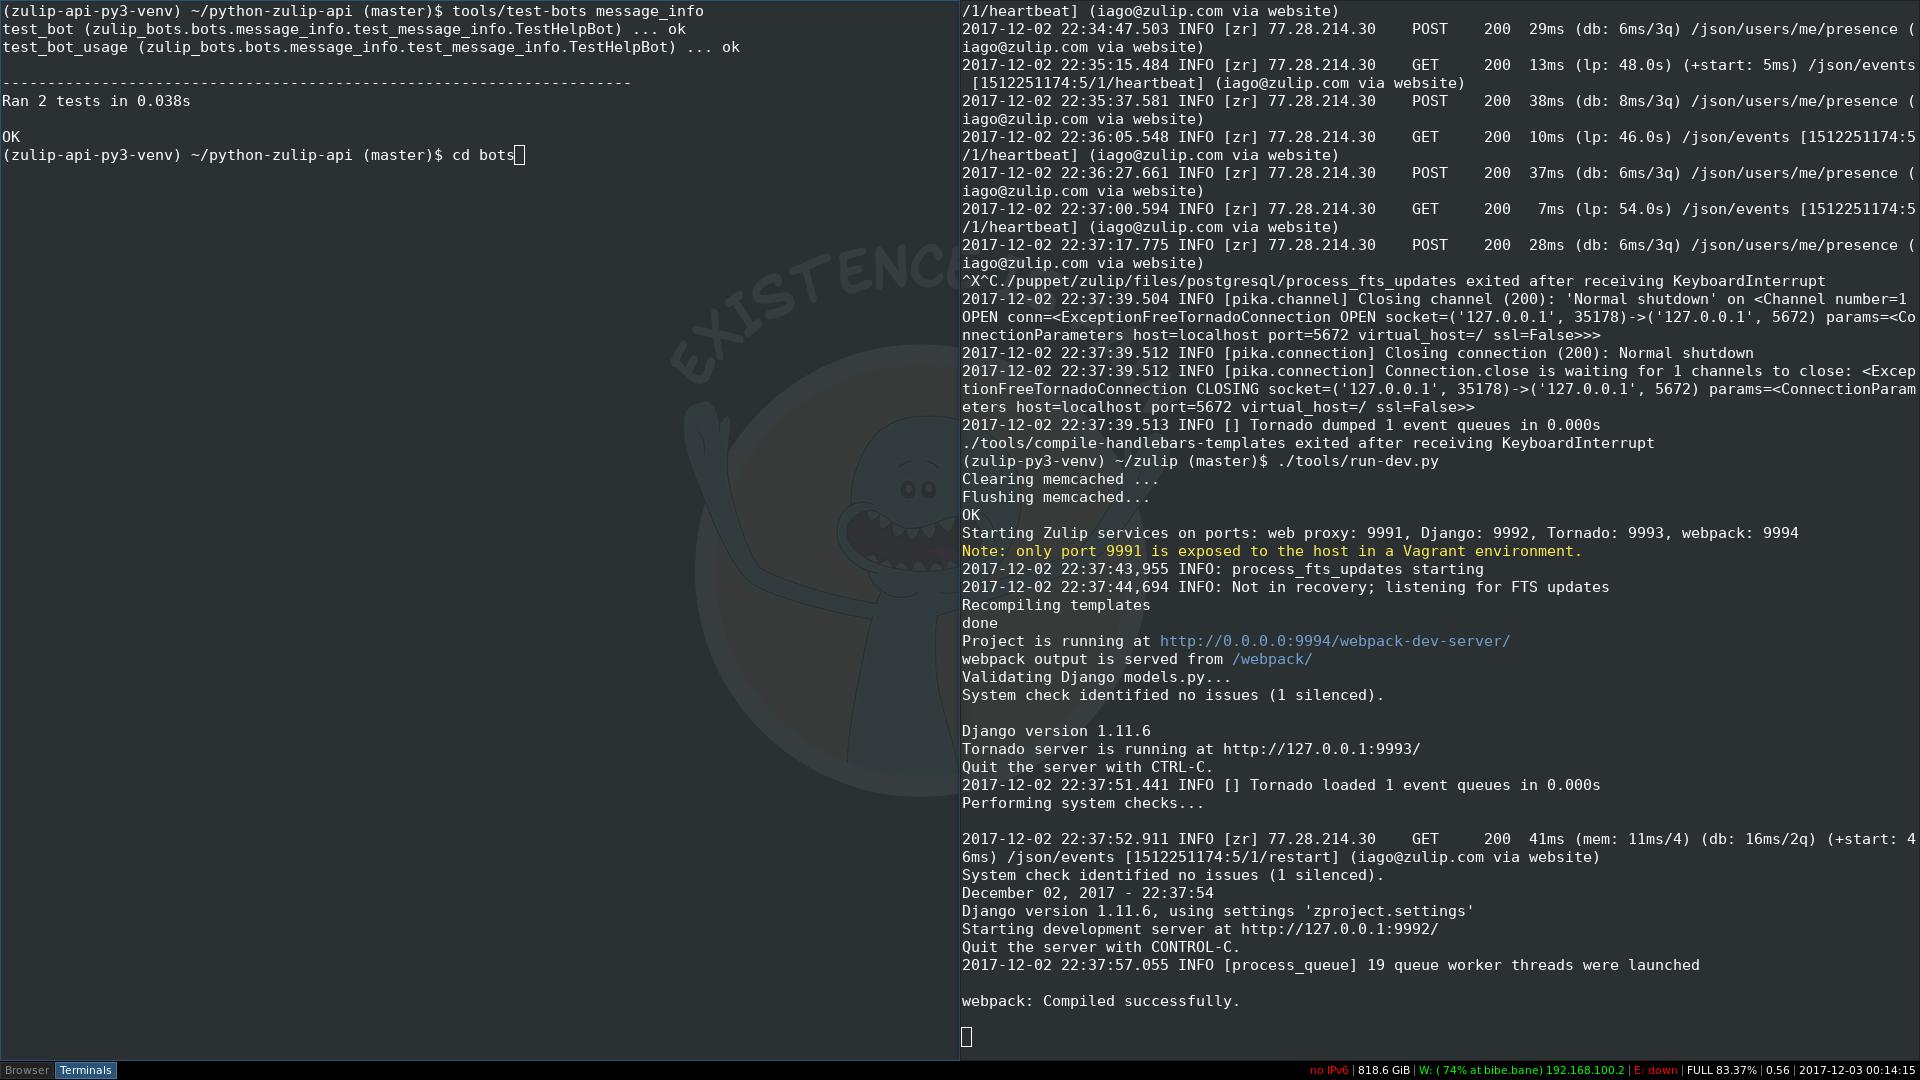 (zulip-api-py3-venv) ~/python-zulip-api (master)$ tools/test-bots message_info
test_bot (zulip_bots.bots.message_info.test_message_info.TestHelpBot) ... ok
test_bot_usage (zulip_bots.bots.message_info.test_message_info.TestHelpBot) ... ok
----------------------------------------------------------------------
Ran 2 tests in 0.038s
OK
(zulip-api-py3-venv) ~/python-zulip-api (master)$ cd bots
EXISTENCE
/1/heartbeat] (iago@zulip.com via website)
2017-12-02 22:34:47.503 INFO [zr] 77.28.214.30    POST    200  29ms (db: 6ms/3q) /json/users/me/presence (
iago@zulip.com via website)
2017-12-02 22:35:15.484 INFO [zr] 77.28.214.30    GET     200  13ms (lp: 48.0s) (+start: 5ms) /json/events
 [1512251174:5/1/heartbeat] (iago@zulip.com via website)
2017-12-02 22:35:37.581 INFO [zr] 77.28.214.30    POST    200  38ms (db: 8ms/3q) /json/users/me/presence (
iago@zulip.com via website)
2017-12-02 22:36:05.548 INFO [zr] 77.28.214.30    GET     200  10ms (lp: 46.0s) /json/events [1512251174:5
/1/heartbeat] (iago@zulip.com via website)
2017-12-02 22:36:27.661 INFO [zr] 77.28.214.30    POST    200  37ms (db: 6ms/3q) /json/users/me/presence (
iago@zulip.com via website)
2017-12-02 22:37:00.594 INFO [zr] 77.28.214.30    GET     200   7ms (lp: 54.0s) /json/events [1512251174:5
/1/heartbeat] (iago@zulip.com via website)
2017-12-02 22:37:17.775 INFO [zr] 77.28.214.30    POST    200  28ms (db: 6ms/3q) /json/users/me/presence (
iago@zulip.com via website)
^X^C./puppet/zulip/files/postgresql/process_fts_updates exited after receiving KeyboardInterrupt
2017-12-02 22:37:39.504 INFO [pika.channel] Closing channel (200): 'Normal shutdown' on <Channel number=1
OPEN conn=<ExceptionFreeTornadoConnection OPEN socket=('127.0.0.1', 35178)->('127.0.0.1', 5672) params=<Co
nnectionParameters host=localhost port=5672 virtual_host=/ ssl=False>>>
2017-12-02 22:37:39.512 INFO [pika.connection] Closing connection (200): Normal shutdown
2017-12-02 22:37:39.512 INFO [pika.connection] Connection.close is waiting for 1 channels to close: <Excep
tionFreeTornadoConnection CLOSING socket=('127.0.0.1', 35178)->('127.0.0.1', 5672) params=<ConnectionParam
eters host=localhost port=5672 virtual_host=/ ssl=False>>
2017-12-02 22:37:39.513 INFO [] Tornado dumped 1 event queues in 0.000s
./tools/compile-handlebars-templates exited after receiving KeyboardInterrupt
(zulip-py3-venv) ~/zulip (master)$ ./tools/run-dev.py
Clearing memcached ...
Flushing memcached...
OK
Starting Zulip services on ports: web proxy: 9991, Django: 9992, Tornado: 9993, webpack: 9994
Note: only port 9991 is exposed to the host in a Vagrant environment.
2017-12-02 22:37:43,955 INFO: process_fts_updates starting
2017-12-02 22:37:44,694 INFO: Not in recovery; listening for FTS updates
Recompiling templates
done
Project is running at http://0.0.0.0:9994/webpack-dev-server/
webpack output is served from /webpack/
Validating Django models.py...
System check identified no issues (1 silenced).
Django version 1.11.6
Tornado server is running at http://127.0.0.1:9993/
Quit the server with CTRL-C.
2017-12-02 22:37:51.441 INFO [] Tornado loaded 1 event queues in 0.000s
Performing system checks...
2017-12-02 22:37:52.911 INFO [zr] 77.28.214.30    GET     200  41ms (mem: 11ms/4) (db: 16ms/2q) (+start: 4
6ms) /json/events [1512251174:5/1/restart] (iago@zulip.com via website)
System check identified no issues (1 silenced).
December 02, 2017 - 22:37:54
Django version 1.11.6, using settings 'zproject.settings'
Starting development server at http://127.0.0.1:9992/
Quit the server with CONTROL-C.
2017-12-02 22:37:57.055 INFO [process_queue] 19 queue worker threads were launched
webpack: Compiled successfully.
Browser Terminals
no IPv6 | 818.6 GiB | W: ( 74% at bibe.bane) 192.168.100.2 | E: down | FULL 83.37% | 0.56 | 2017-12-03 00:14:15